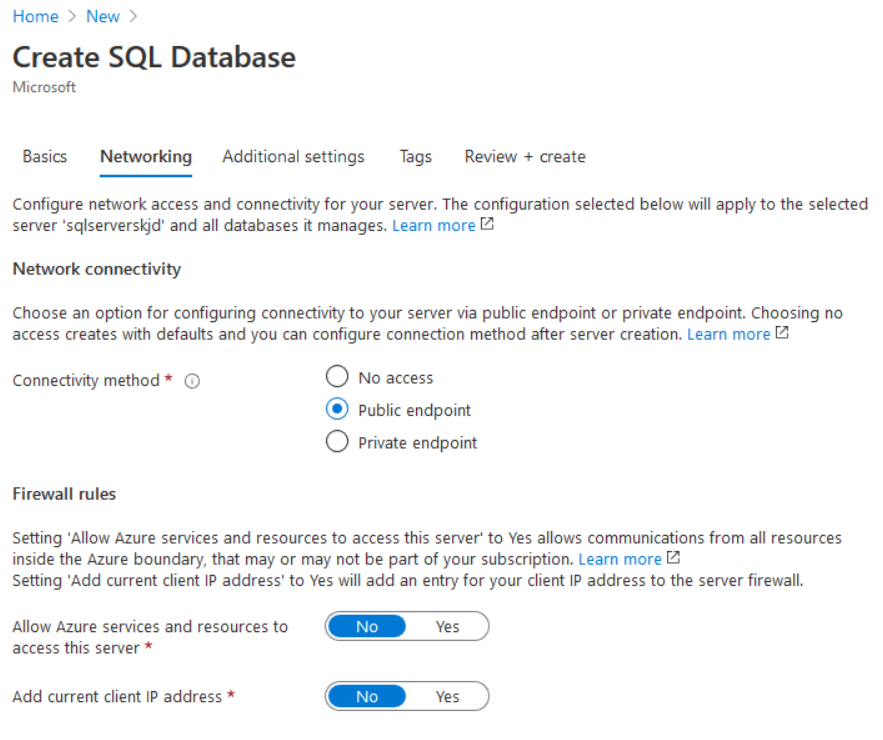 Home > New >
Create SQL Database
Microsoft
Basics Networking Additional settings Tags Review + create
Configure network access and connectivity for your server. The configuration selected below will apply to the selected
server 'sqlserverskjd' and all databases it manages. Learn more
Network connectivity
Choose an option for configuring connectivity to your server via public endpoint or private endpoint. Choosing no
access creates with defaults and you can configure connection method after server creation. Learn more
Connectivity method *
No access
Public endpoint
Private endpoint
Firewall rules
Setting 'Allow Azure services and resources to access this server' to Yes allows communications from all resources
inside the Azure boundary, that may or may not be part of your subscription. Learn more
Setting 'Add current client IP address' to Yes will add an entry for your client IP address to the server firewall.
Allow Azure services and resources to
access this server *
No Yes
Add current client IP address *
No Yes